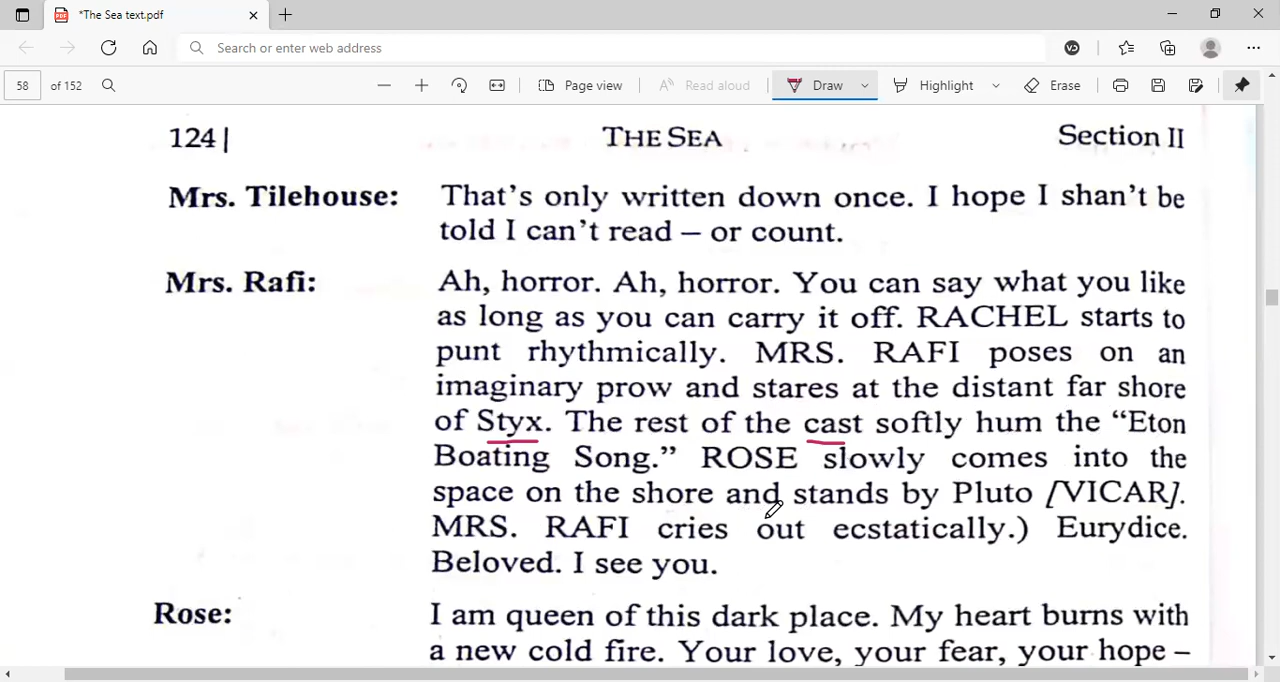 *The Sea text.pdf
Search or enter web address
58 of 152 Page view Read aloud Draw Highlight Erase
124| THE SEA Section II
Mrs. Tilehouse: That's only written down once. I hope I shan't be
told I can't read – or count.
Mrs. Rafi: Ah, horror. Ah, horror. You can say what you like
as long as you can carry it off. RACHEL starts to
punt rhythmically. MRS. RAFI poses on an
imaginary prow and stares at the distant far shore
of Styx. The rest of the cast softly hum the “Eton
Boating Song.” ROSE slowly comes into the
space on the shore and stands by Pluto [VICAR].
MRS. RAFI cries out ecstatically.) Eurydice.
Beloved. I see you.
Rose: I am queen of this dark place. My heart burns with
a new cold fire. Your love, your fear, your hope –